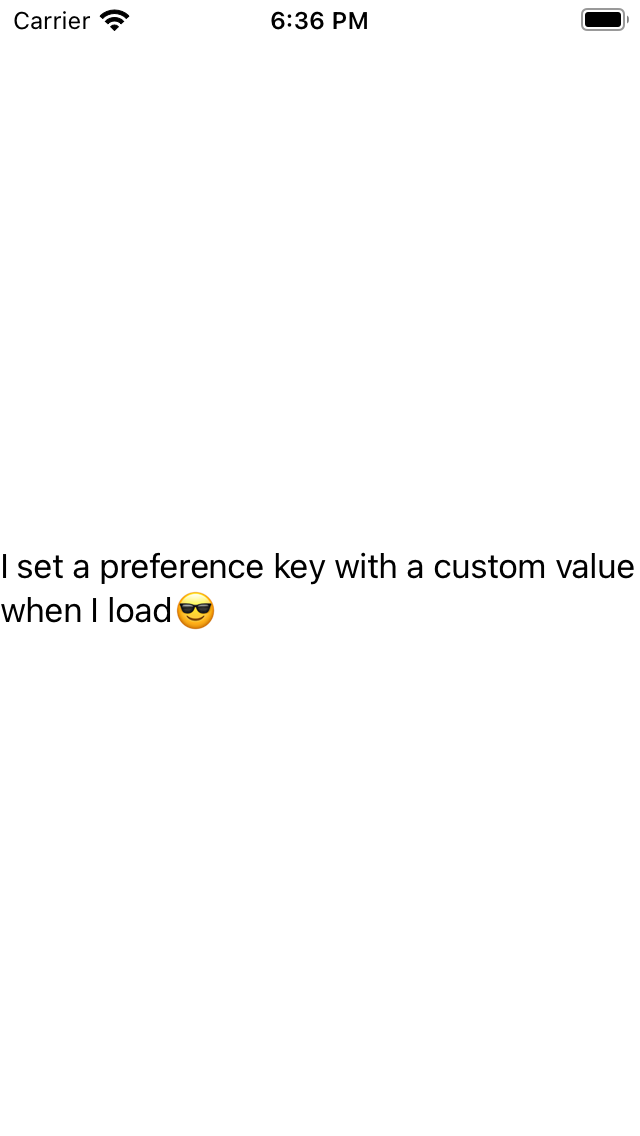 Carrier 6:36 PM
I set a preference key with a custom value
when I load😎